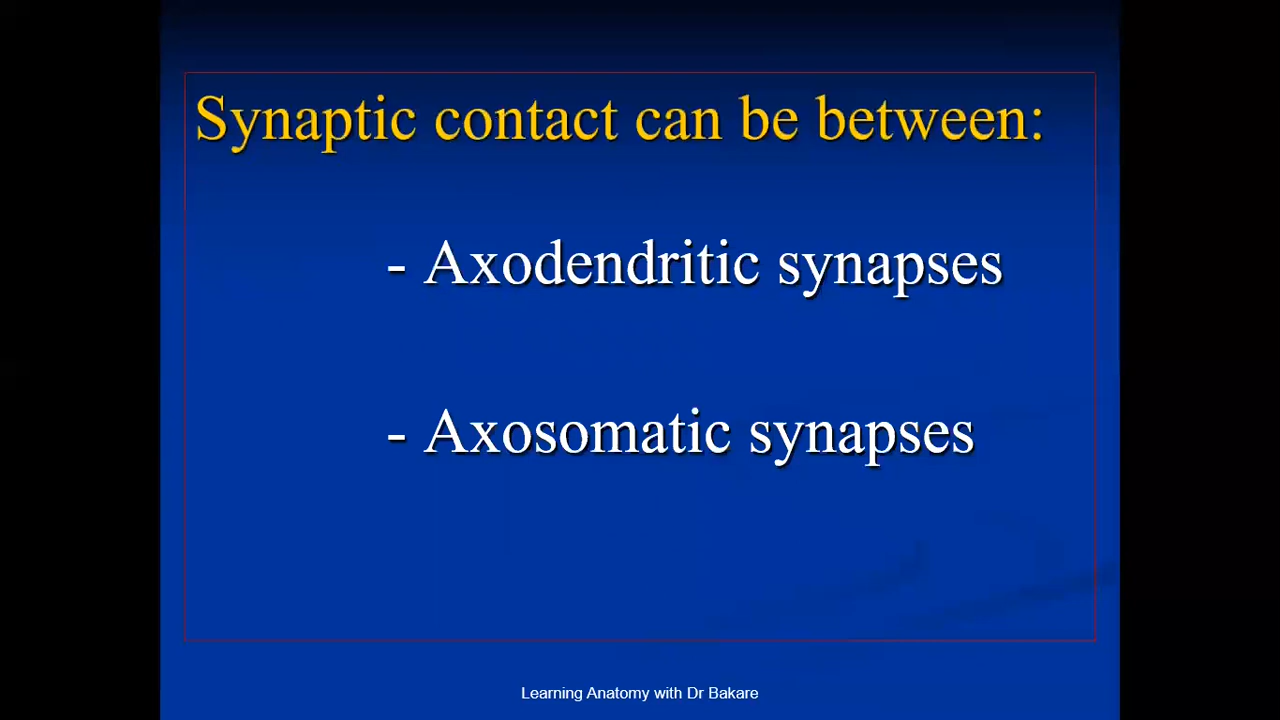 Synaptic contact can be between:
- Axodendritic synapses
- Axosomatic synapses
Learning Anatomy with Dr Bakare